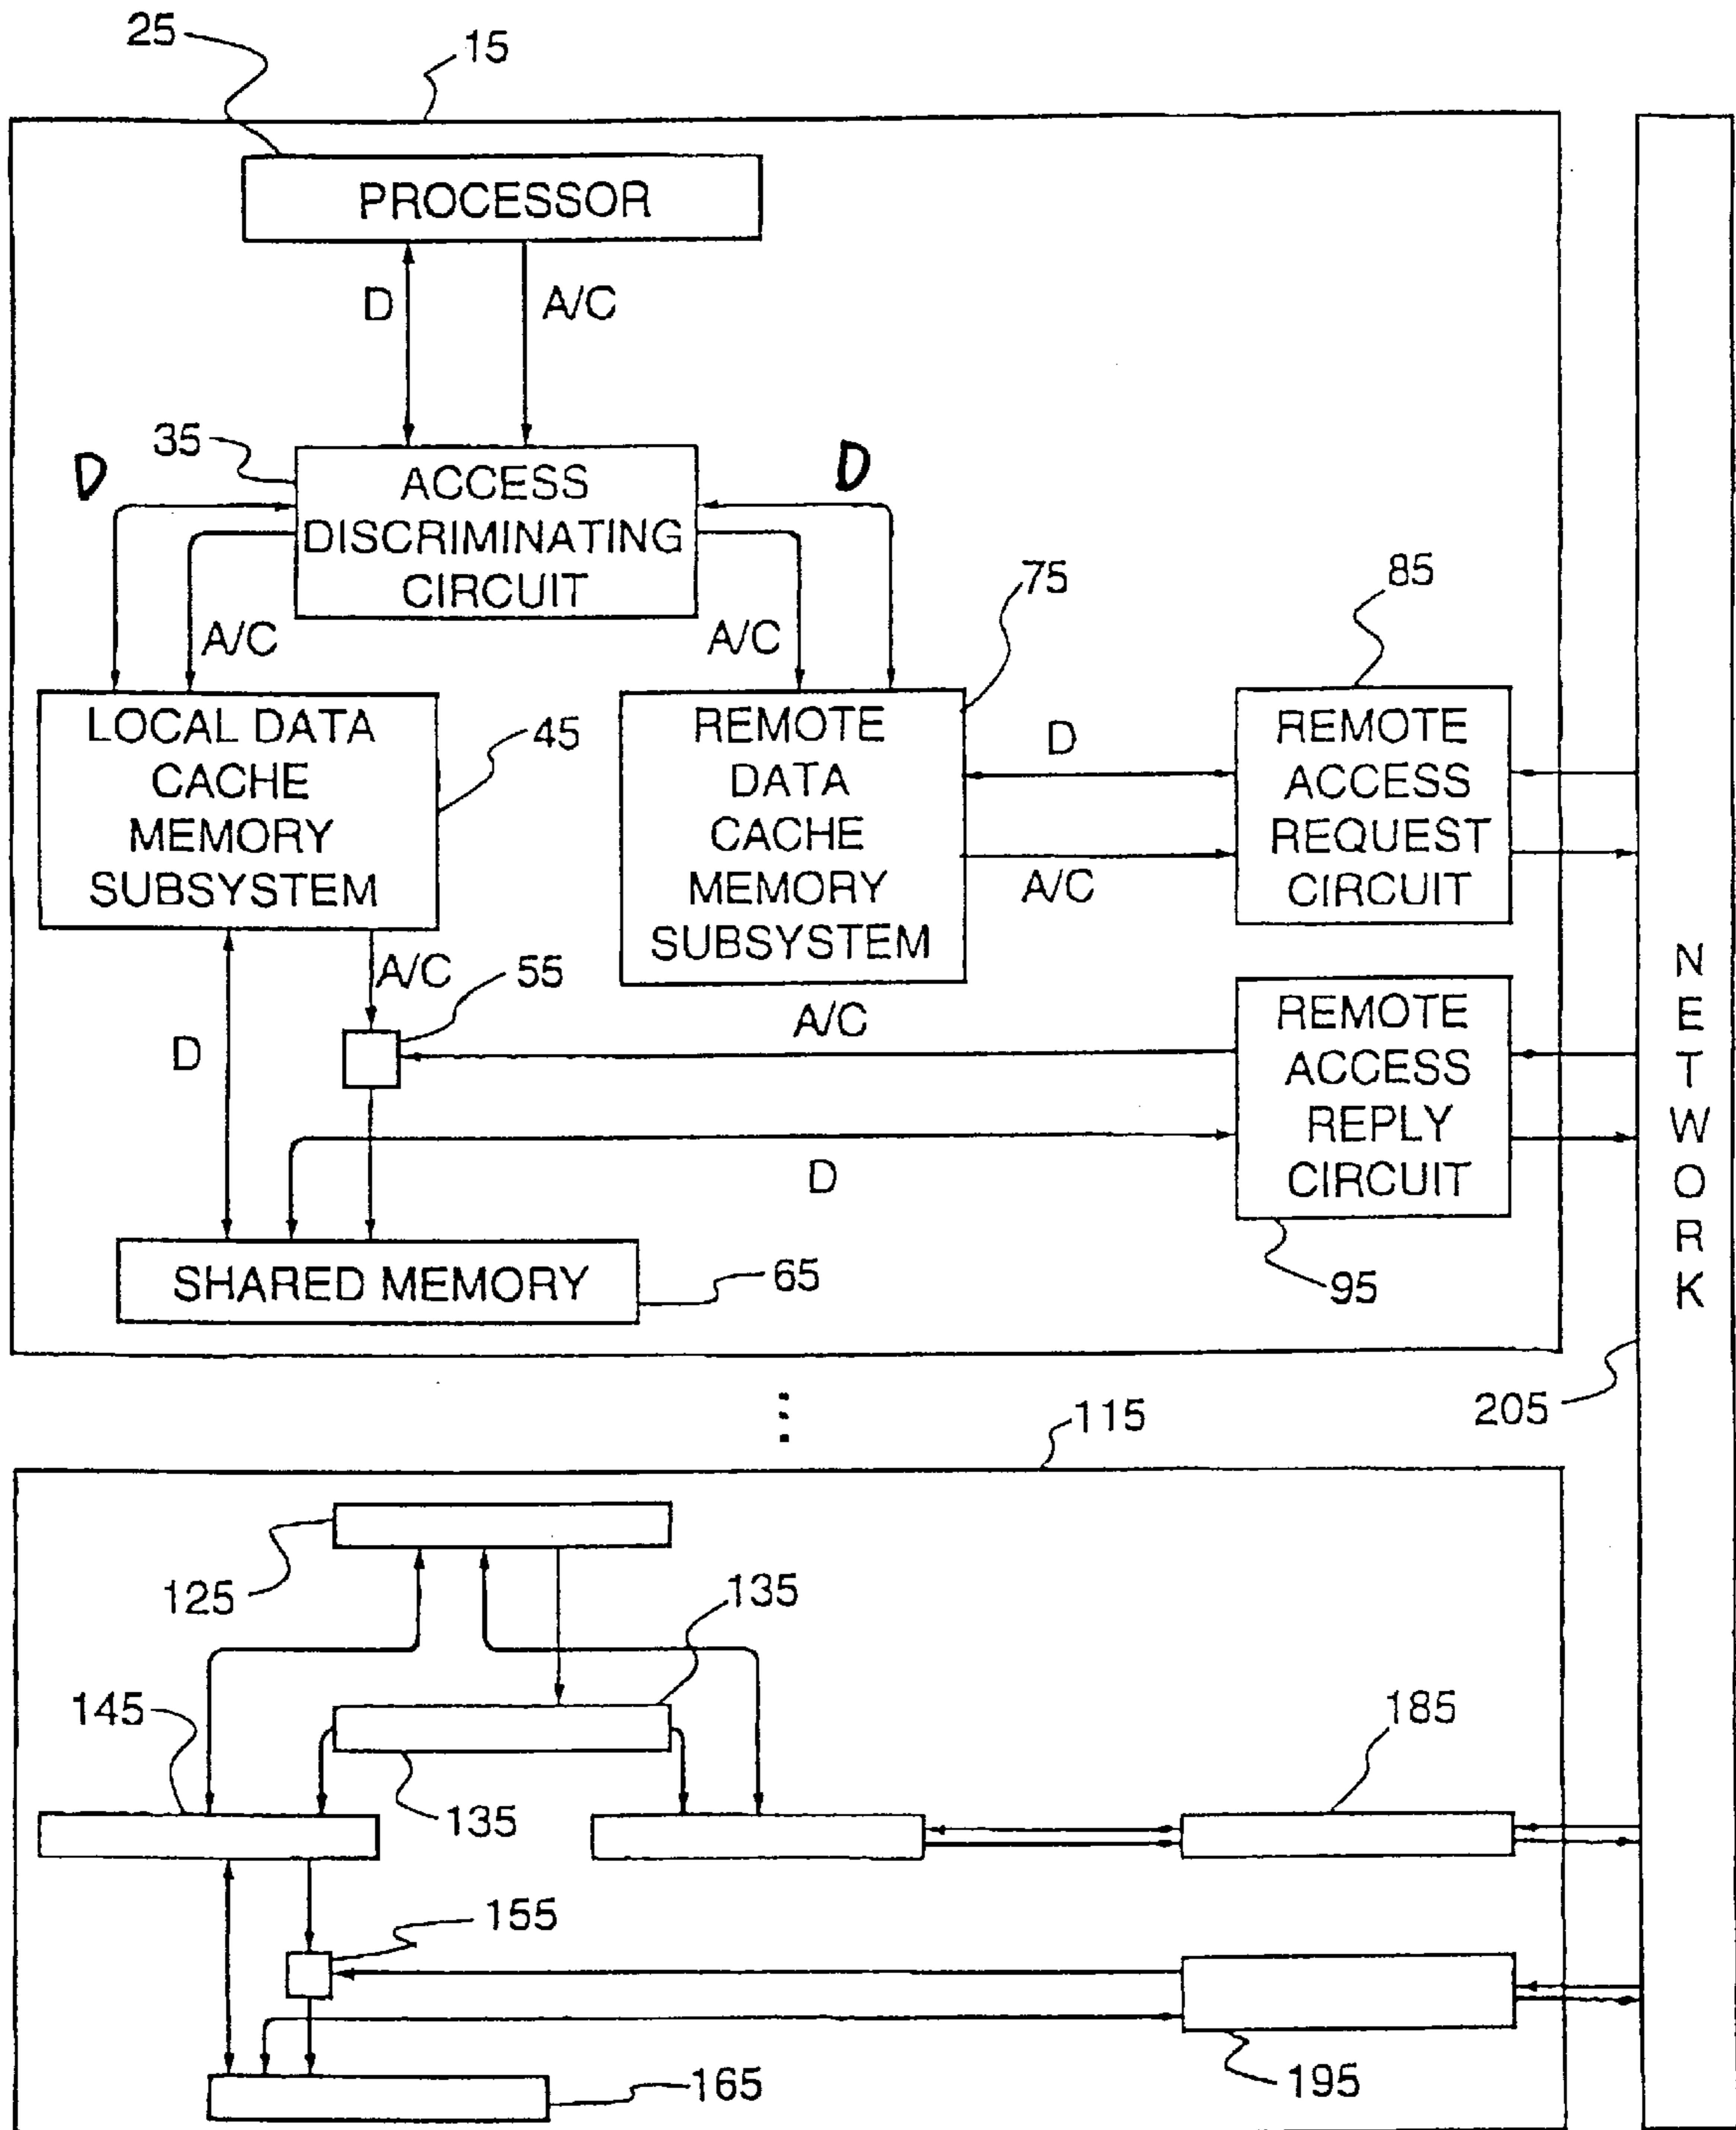 25
15
PROCESSOR
D
A/C
35
D
ACCESS
DISCRIMINATING
CIRCUIT
D
A/C
A/C
75
85
LOCAL DATA
CACHE
MEMORY
SUBSYSTEM
45
REMOTE
DATA
CACHE
MEMORY
SUBSYSTEM
D
A/C
REMOTE
ACCESS
REQUEST
CIRCUIT
A/C
55
D
A/C
D
REMOTE
ACCESS
REPLY
CIRCUIT
NETWORK
SHARED MEMORY
65
95
205
115
125
135
145
135
185
155
165
195